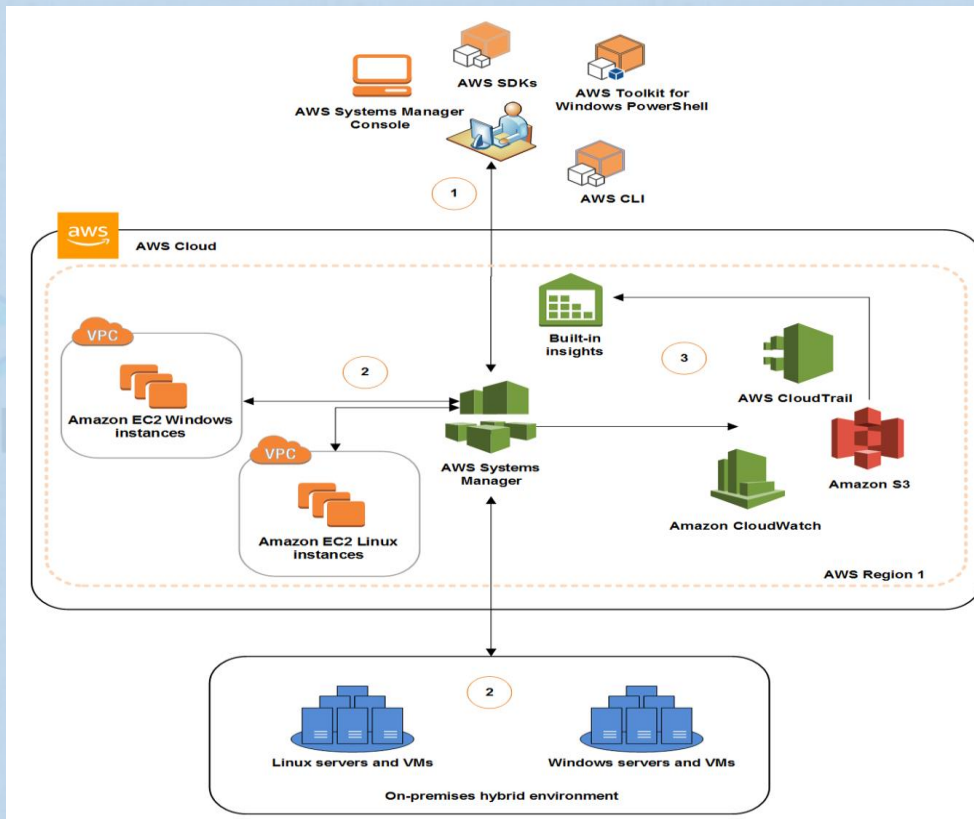 AWS SDKs
AWS Toolkit for
Windows PowerShell
AWS Systems Manager
Console
AWS CLI
1
aws
AWS Cloud
VPC
Amazon EC2 Windows
instances
2
Built-in
insights
3
AWS CloudTrail
VPC
Amazon EC2 Linux
instances
AWS Systems
Manager
Amazon S3
Amazon CloudWatch
AWS Region 1
2
Linux servers and VMs
Windows servers and VMs
On-premises hybrid environment